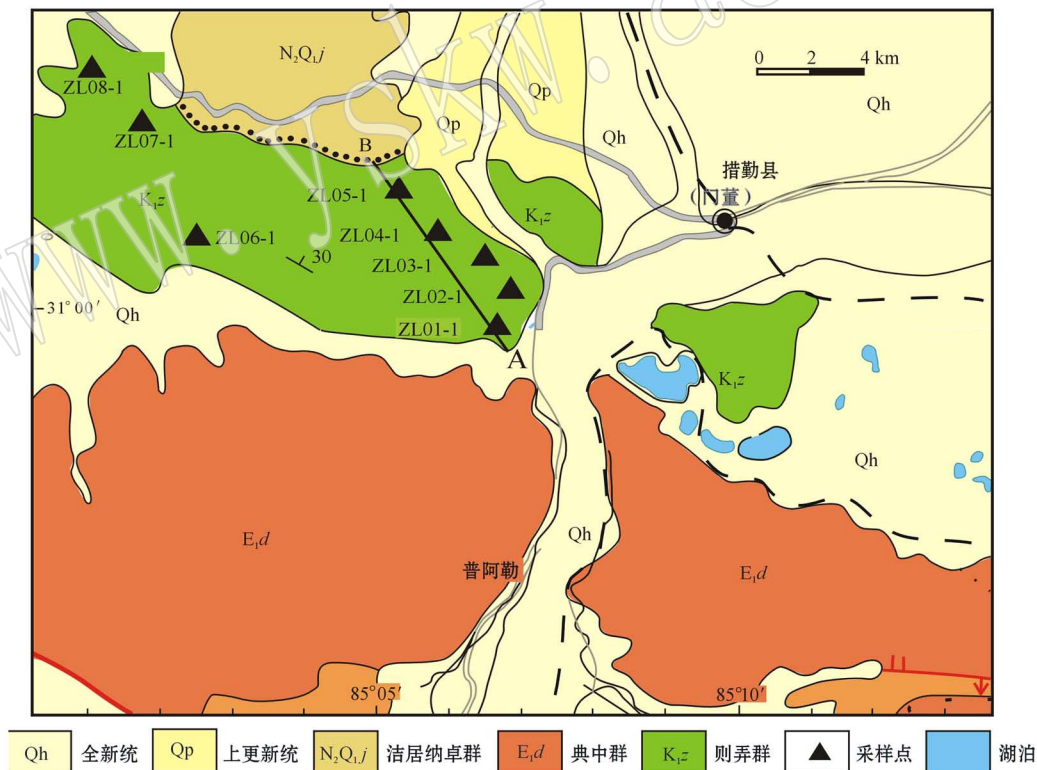 N₂Q₁j
0 2 4 km
Qp
Qh
ZL08-1
Qp
Qh
ZL07-1
B
措勤县
(门董)
ZL05-1
K₁z
K₁z
ZL04-1
ZL06-1
30
ZL03-1
ZL02-1
31°00′
Qh
ZL01-1
A
K₁z
Qh
E₁d
Qh
普阿勒
E₁d
85°05′
85°10′
Qh 全新统 Qp 上更新统 N₂Q₁j 洁居纳卓群 E₁d 典中群 K₁z 则弄群 采样点 湖泊